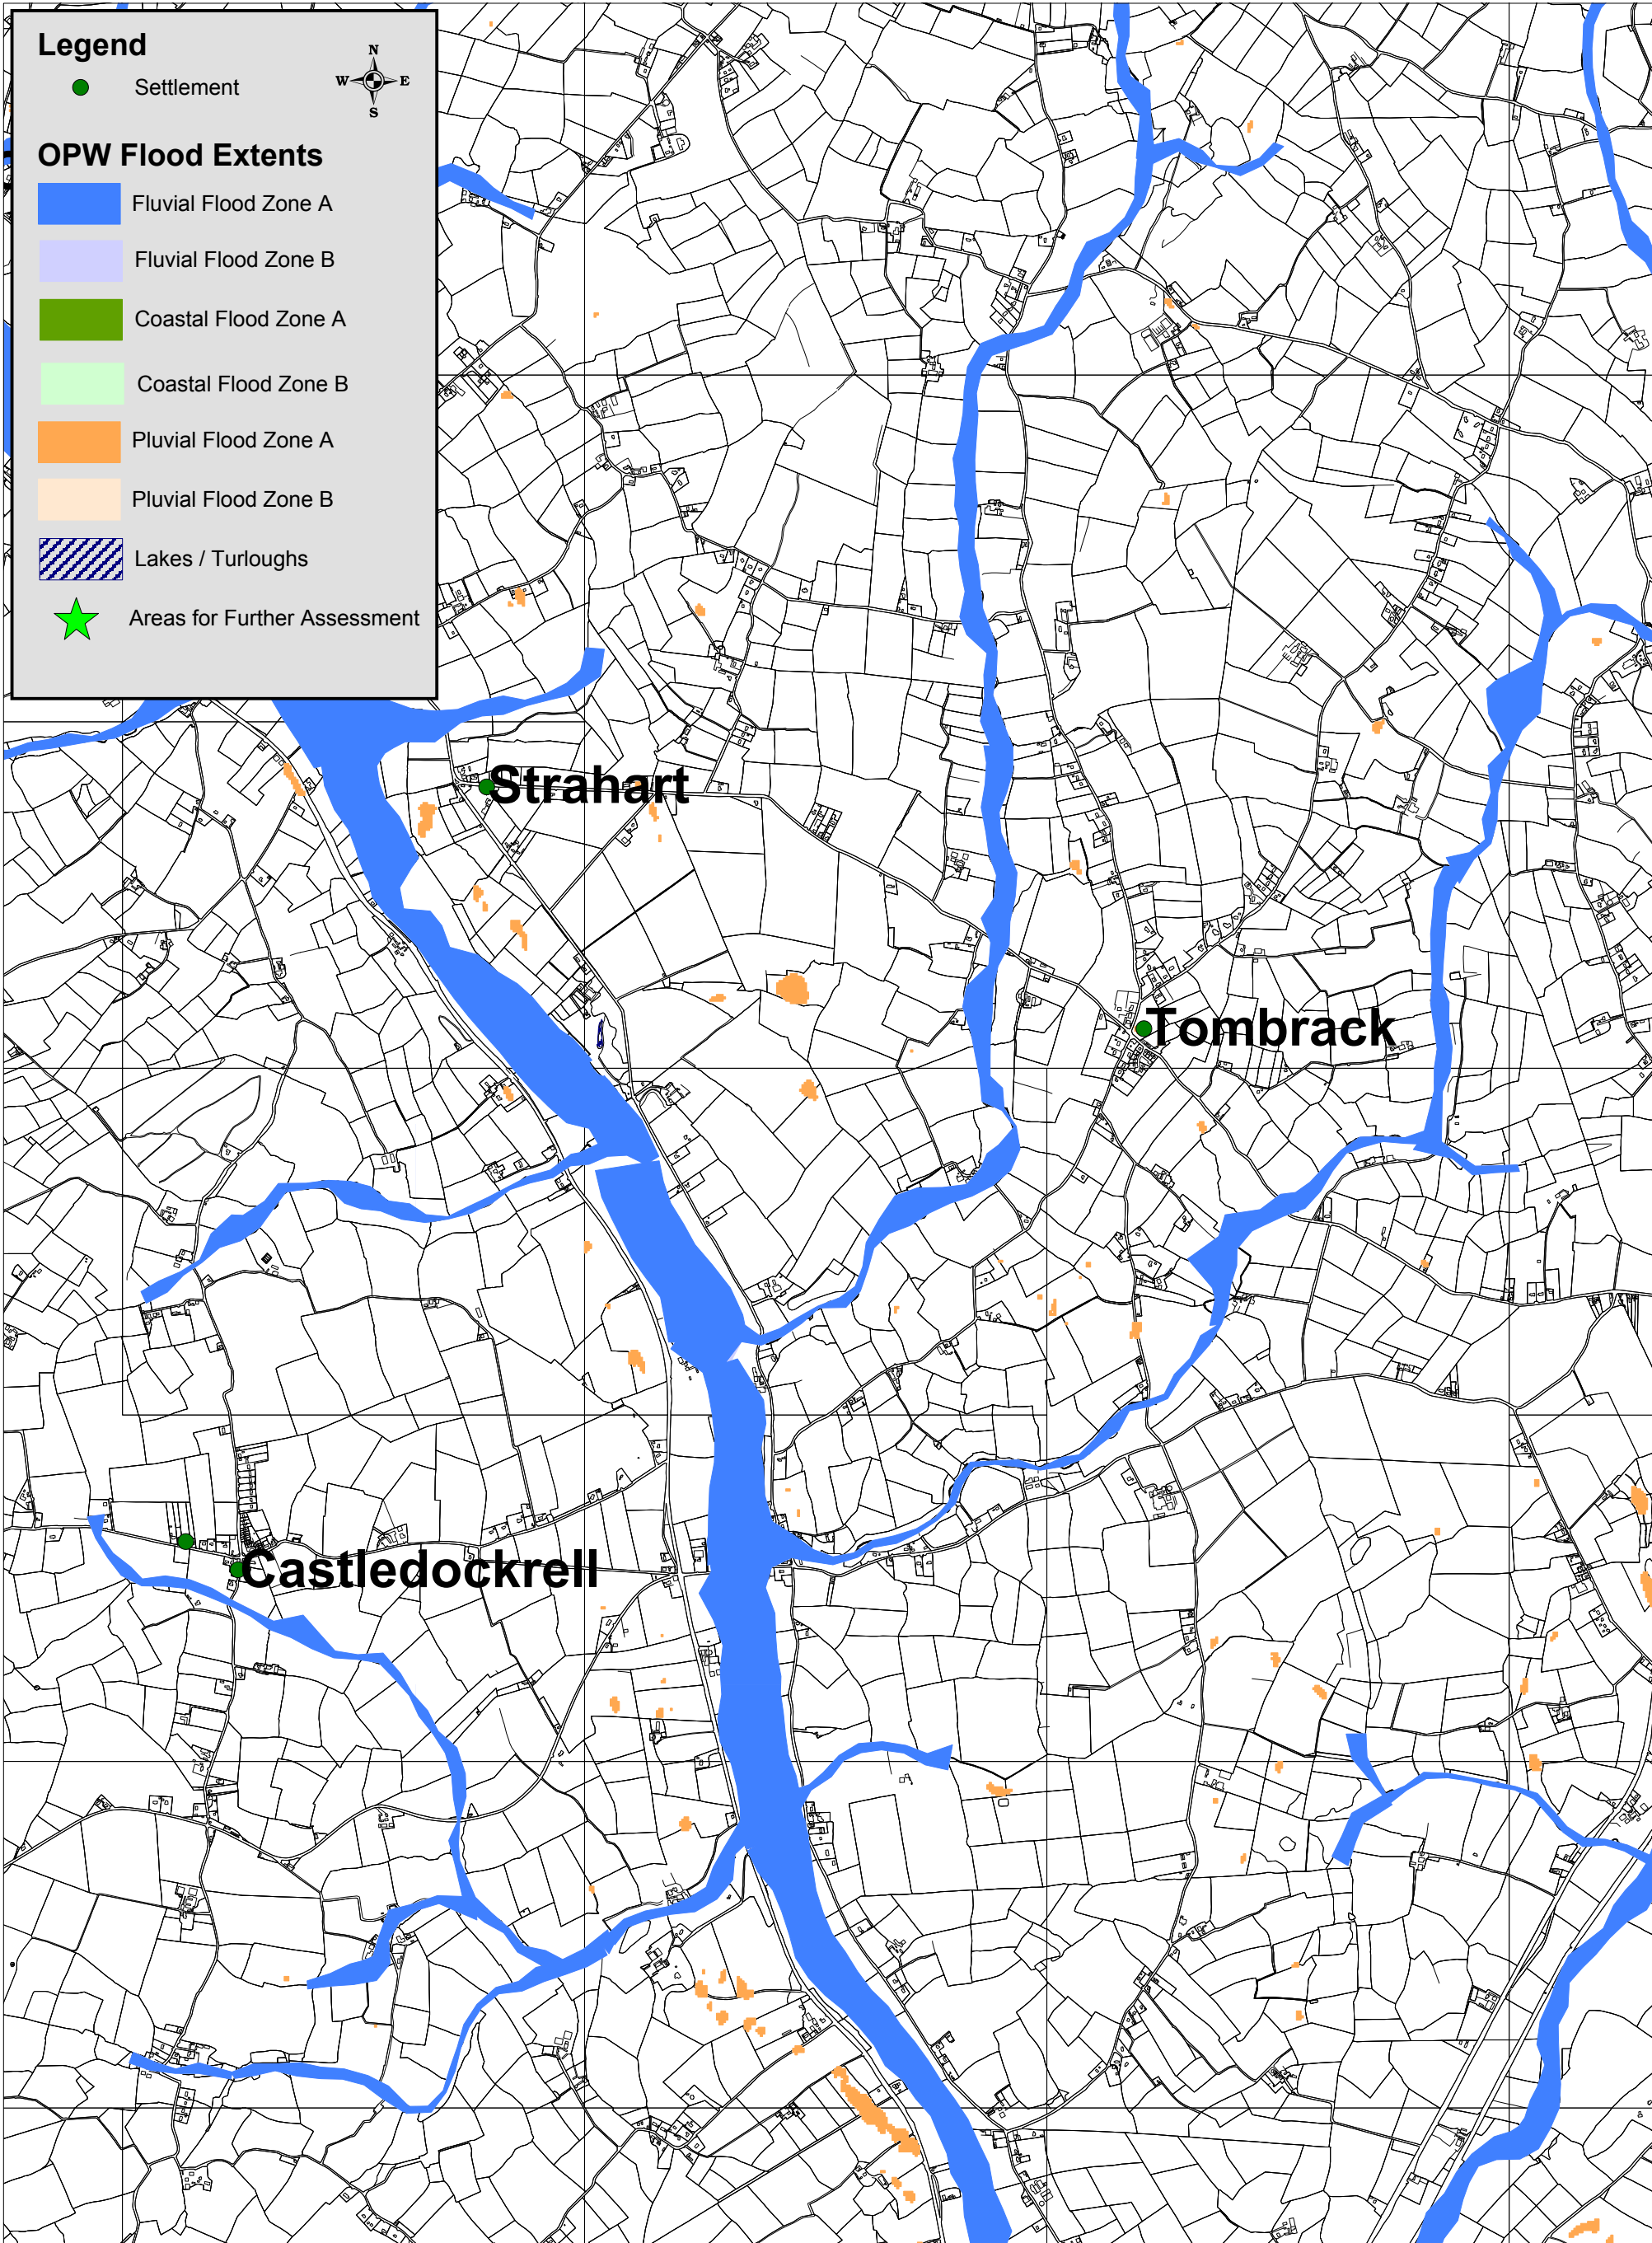 Legend
N
W E
S
Settlement
OPW Flood Extents
Fluvial Flood Zone A
Fluvial Flood Zone B
Coastal Flood Zone A
Coastal Flood Zone B
Pluvial Flood Zone A
Pluvial Flood Zone B
Lakes / Turloughs
Areas for Further Assessment
Strahart
Tombrack
Castledockrell